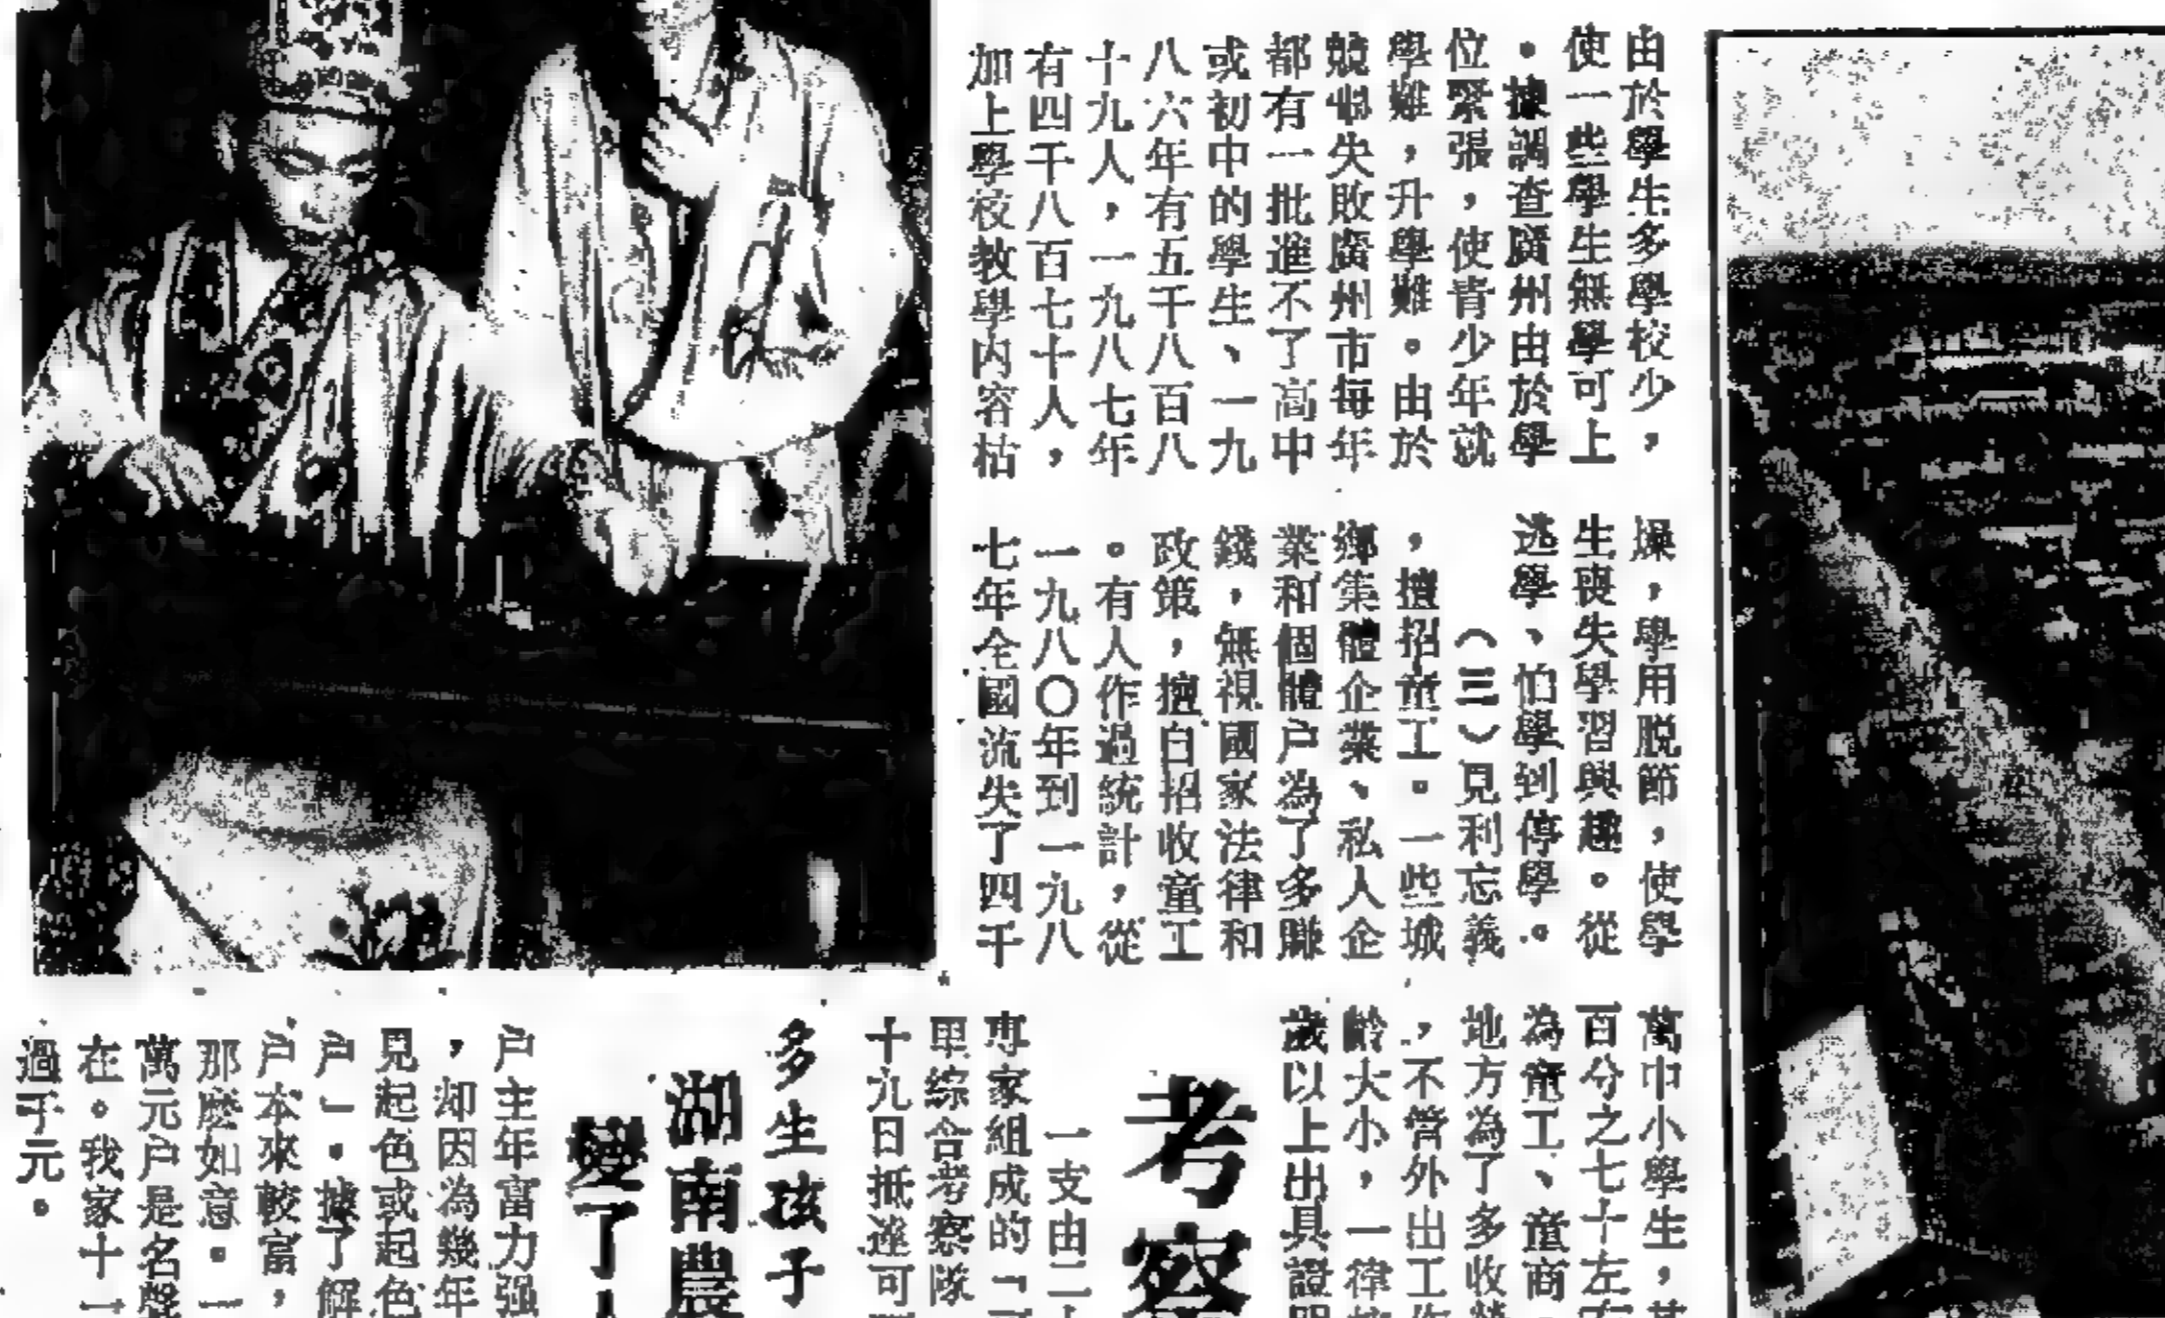 由於學生多學校少，
使一些學生無學可上
。據調查廣州由於學
位緊張，使青少年就
學難，升學難。由於
競爭失敗廣州市每年
都有一批進不了高中
或初中的學生、一九
八六年有五千八百八
十九人，一九八七年
有四千八百七十人，
加上學校教學內容枯
燥，學用脱節，使學
生喪失學習興趣。從
逃學、怕學到停學。
（三）見利忘義
，擅招童工。一些城
鄉集體企業、私人企
業和個體户為了多賺
錢，無視國家法律和
政策，擅自招收童工
。有人作過統計，從
一九八〇年到一九八
七年全國流失了四千
萬中小學生，其
百分之七十左右
為童工、童商，
地方為了多收
，不管外出工作
齡大小，一律
歲以上出具證明
考察
一支由二十
專家組成的「
里綜合考察隊
十九日抵達可
多生孩子
湖南農
變了
户主年富力强
，却因為幾年
見起色或起色
户」。據了解
户本來較富，
那麽如意。一
萬元户是名聲
在。我家十一
過千元。